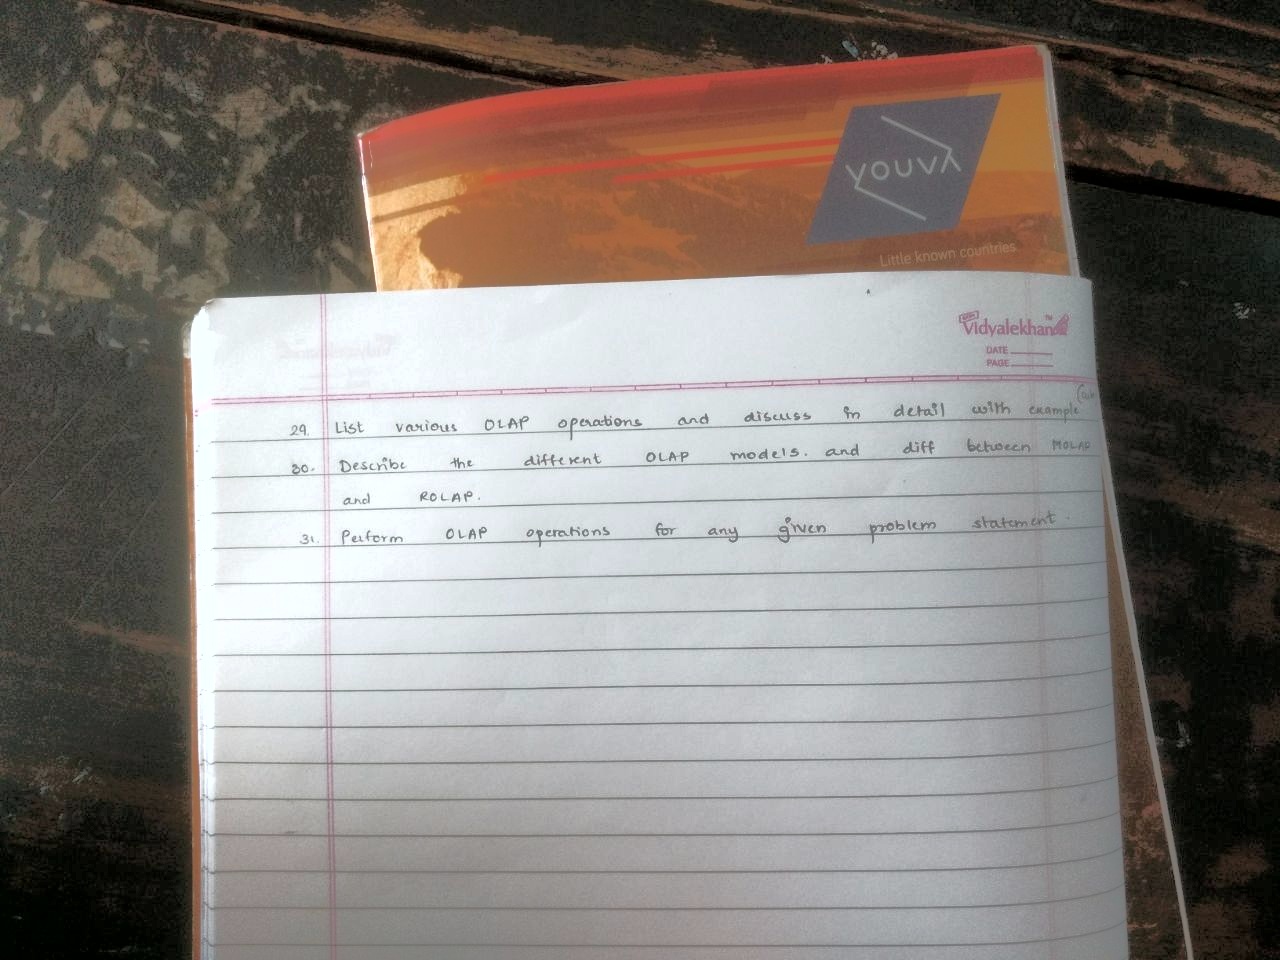 YOUVA
Little known countries
Vidyalekhan
DATE
PAGE
29. List various OLAP operations and discuss in detail with example
30. Describe the different OLAP models. and diff between MOLAP
and ROLAP.
31. Perform OLAP operations for any given problem statement.